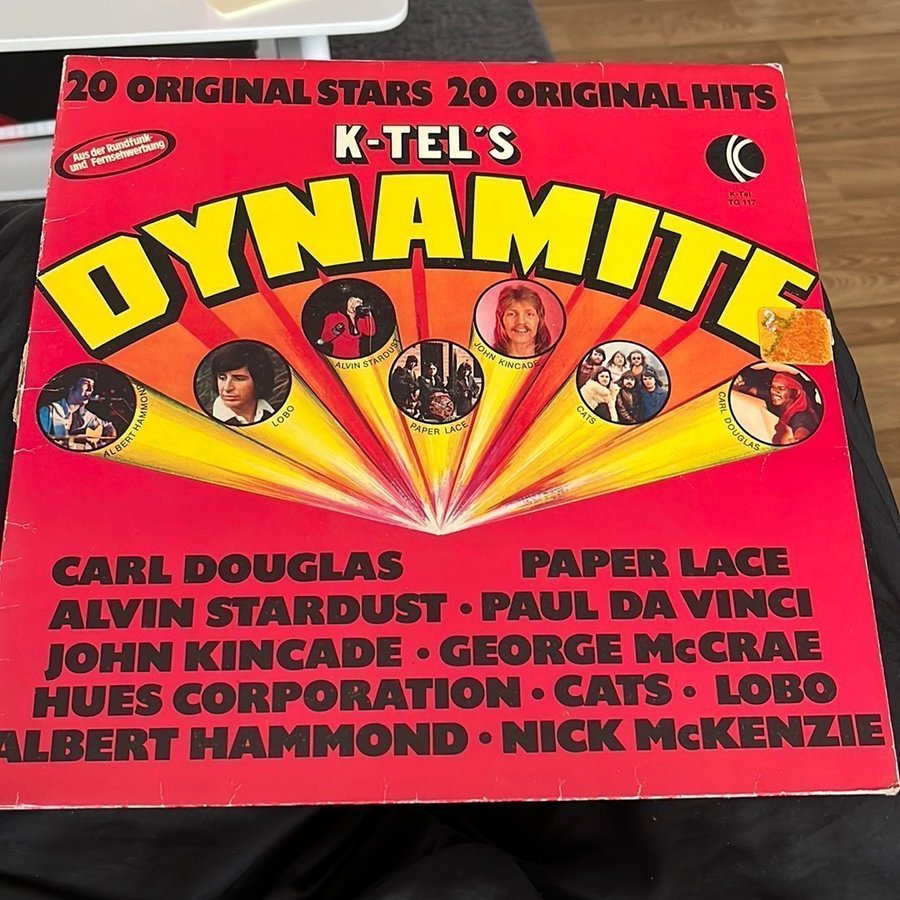 20 ORIGINAL STARS 20 ORIGINAL HITS
Aus der Rundfunk-
und Fernsehwerbung
K-TEL'S
K
K-Tel
TG 117
DYNAMITE
ALVIN STARDUST
JOHN KINCADE
ALBERT HAMMON
LOBO
PAPER LACE
CATS
CARL DOUGLAS
CARL DOUGLAS PAPER LACE
ALVIN STARDUST • PAUL DA VINCI
JOHN KINCADE • GEORGE McCRAE
HUES CORPORATION • CATS • LOBO
ALBERT HAMMOND • NICK McKENZIE